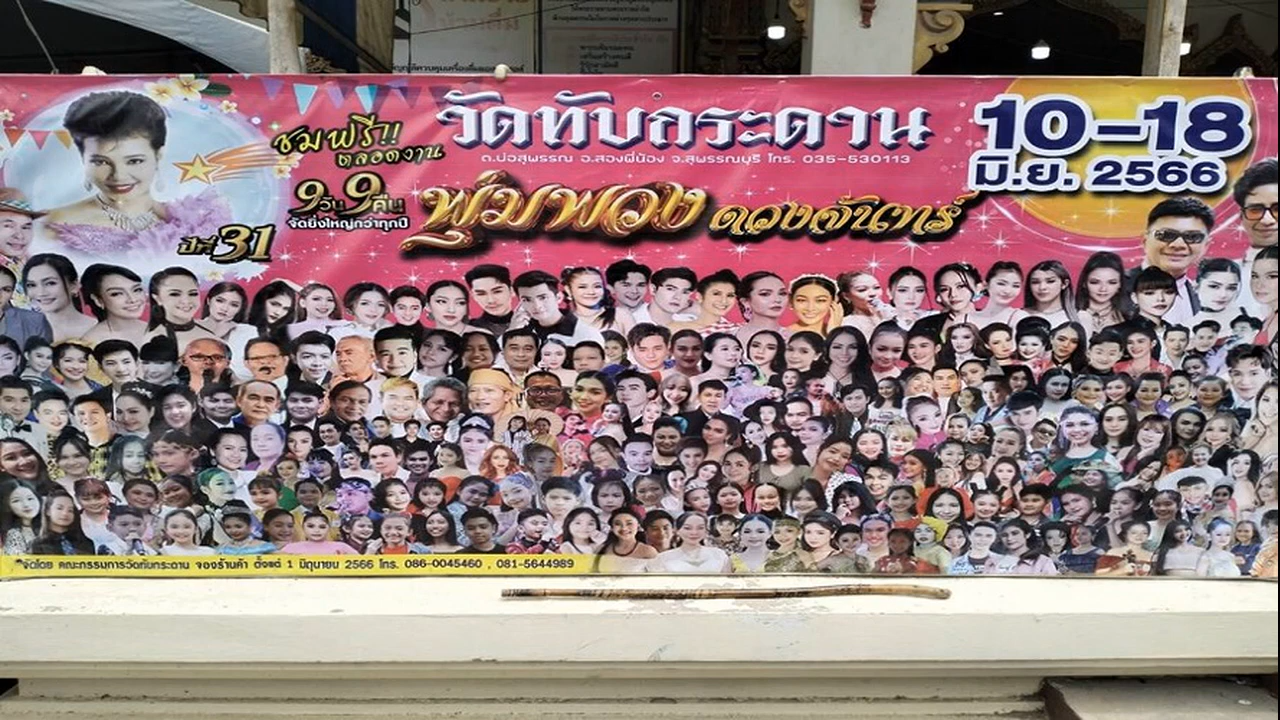 วัดทับกระดาน
10-18
มิ.ย. 2566
ชมฟรี!!
ตลอดงาน
ต.บ่อสุพรรณ อ.สองพี่น้อง จ.สุพรรณบุรี โทร. 035-530113
9วัน 9คืน
จัดยิ่งใหญ่กว่าทุกปี
พุ่มพวง ดวงจันทร์
ปีที่ 31
จัดโดย คณะกรรมการวัดทับกระดาน จองร้านค้า ตั้งแต่ 1 มิถุนายน 2566 โทร. 086-0045460 , 081-5644989